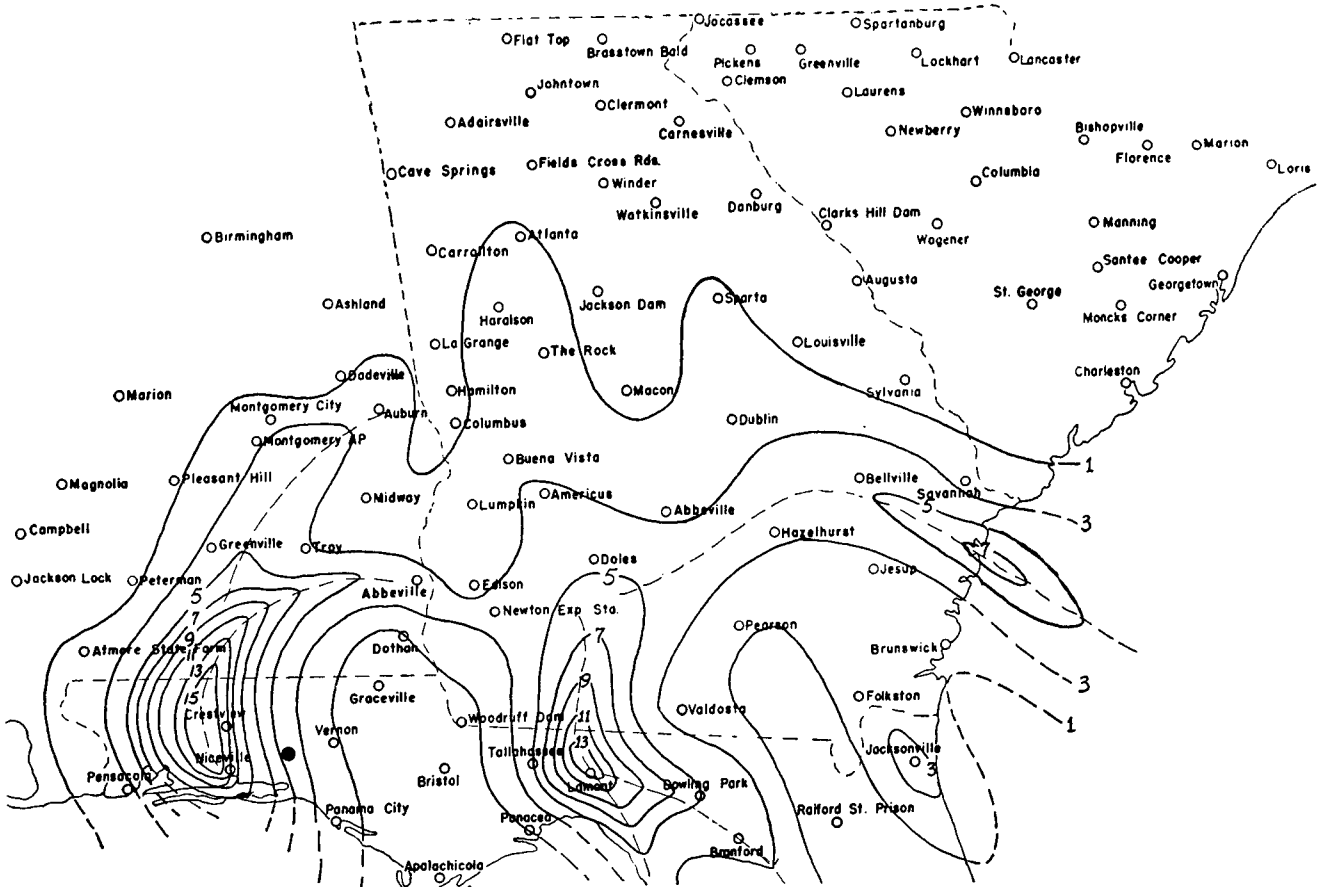 Jocassee
Spartanburg
Flat Top
Brasstown Bald
Pickens
Greenville
Lockhart
Lancaster
Clemson
Johntown
Laurens
Clermont
Winnsboro
Adairsville
Carnesville
Newberry
Bishopville
Florence
Marion
Loris
Fields Cross Rds.
Cave Springs
Columbia
Winder
Watkinsville
Danburg
Clarks Hill Dam
Wagener
Manning
Birmingham
Atlanta
Carrollton
Santee Cooper
Augusta
Georgetown
St. George
Moncks Corner
Ashland
Haralson
Jackson Dam
Sparta
La Grange
The Rock
Louisville
Dadeville
Charleston
Marion
Hamilton
Macon
Sylvania
Montgomery City
Auburn
Columbus
Dublin
Montgomery AP
1
Buena Vista
Magnolia
Pleasant Hill
Midway
Lumpkin
Americus
Abbeville
Bellville
Savannah
5
3
Campbell
Hazelhurst
Greenville
Troy
Doles
Jackson Lock
Peterman
Abbeville
Edison
5
Jesup
5
Newton Exp Sta.
7
7
Pearson
9
Atmore State Farm
11
Dothan
Brunswick
13
9
Graceville
3
15
Crestview
11
Woodruff Dam
Valdosta
Folkston
1
Vernon
13
Tallahassee
Jacksonville
3
Niceville
Pensacola
Bristol
Lamont
Dowling Park
Panama City
Panacea
Raiford St. Prison
Branford
Apalachicola